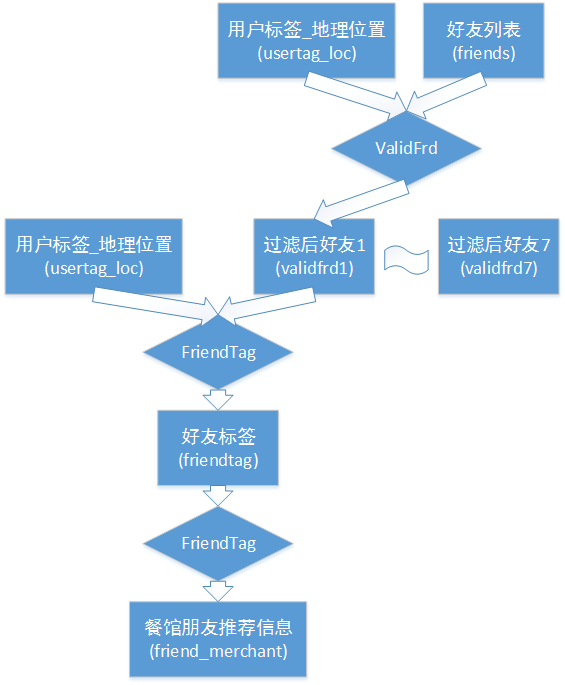 用户标签_地理位置
(usertag_loc)
好友列表
(friends)
ValidFrd
用户标签_地理位置
(usertag_loc)
过滤后好友1
(validfrd1)
过滤后好友7
(validfrd7)
FriendTag
好友标签
(friendtag)
FriendTag
餐馆朋友推荐信息
(friend_merchant)